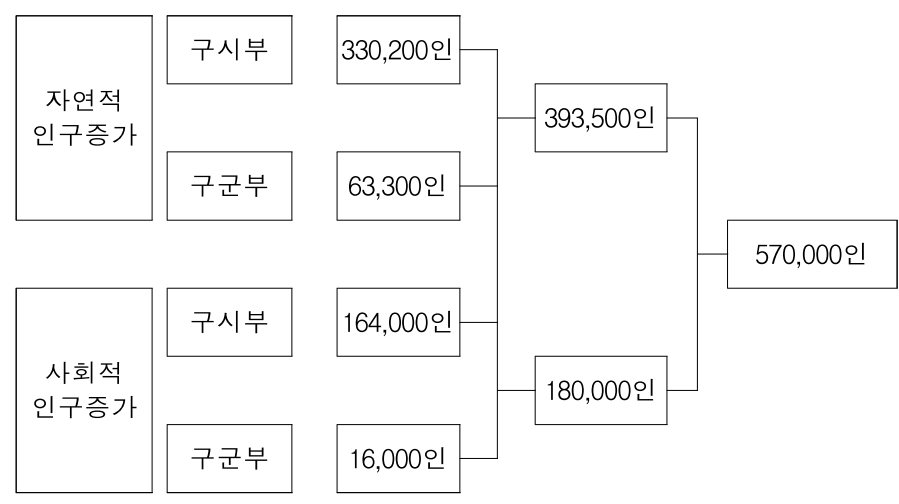 자연적
인구증가
구시부
330,200인
393,500인
구군부
63,300인
570,000인
사회적
인구증가
구시부
164,000인
180,000인
구군부
16,000인